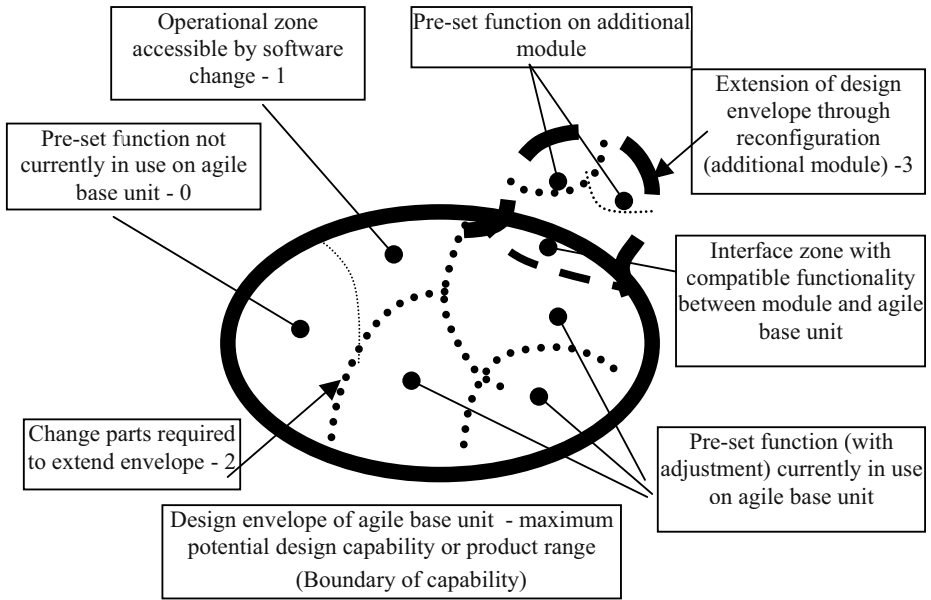 Operational zone
accessible by software
change - 1
Pre-set function on additional
module
Extension of design
envelope through
reconfiguration
(additional module) -3
Pre-set function not
currently in use on agile
base unit - 0
Interface zone with
compatible functionality
between module and agile
base unit
Change parts required
to extend envelope - 2
Pre-set function (with
adjustment) currently in use
on agile base unit
Design envelope of agile base unit - maximum
potential design capability or product range
(Boundary of capability)